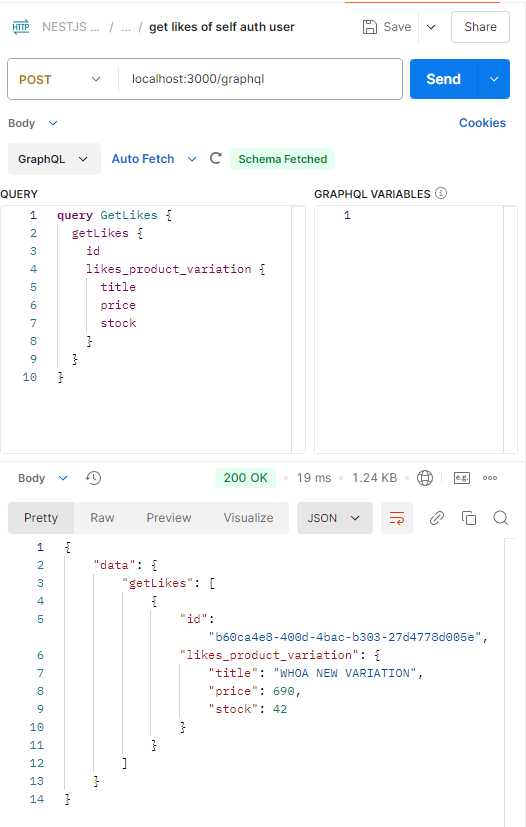 HTTP NESTJS ... / ... / get likes of self auth user Save Share
POST localhost:3000/graphql Send
Body Cookies
GraphQL Auto Fetch Schema Fetched
QUERY GRAPHQL VARIABLES
1 query GetLikes { 1
2 getLikes {
3 id
4 likes_product_variation {
5 title
6 price
7 stock
8 }
9 }
10 }
Body 200 OK • 19 ms • 1.24 KB • e.g.
Pretty Raw Preview Visualize JSON
1 {
2 "data": {
3 "getLikes": [
4 {
5 "id":
"b60ca4e8-400d-4bac-b303-27d4778d005e",
6 "likes_product_variation": {
7 "title": "WHOA NEW VARIATION",
8 "price": 690,
9 "stock": 42
10 }
11 }
12 ]
13 }
14 }